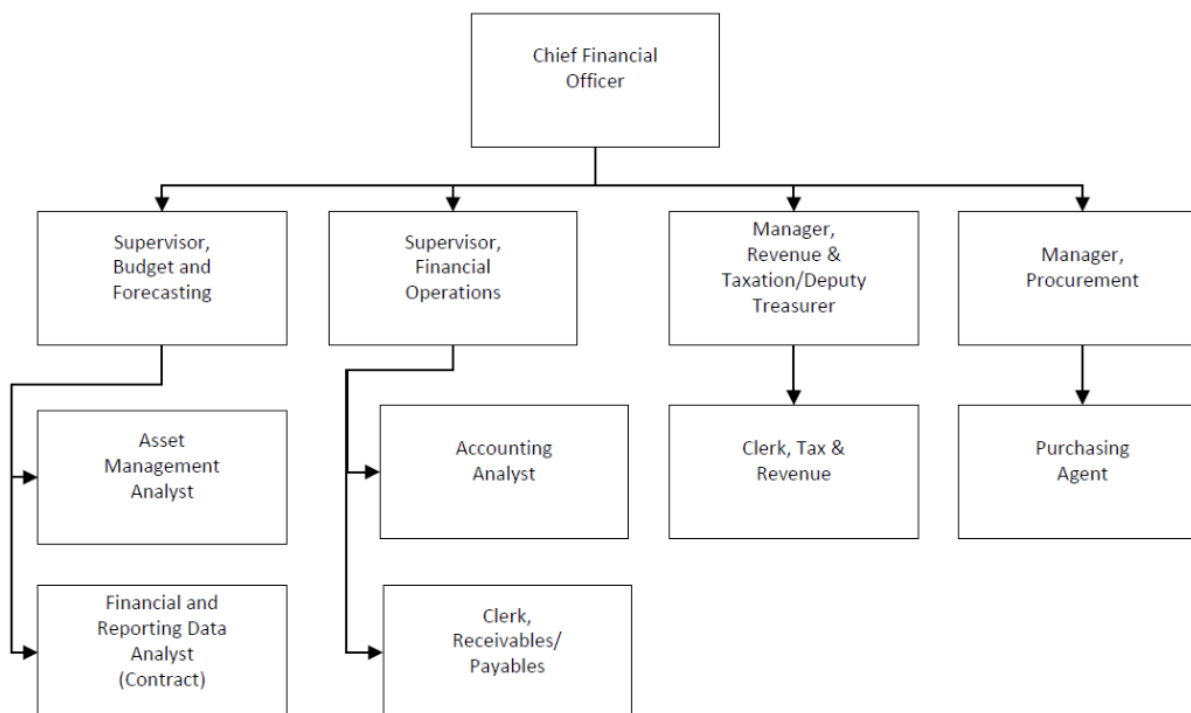 Chief Financial
Officer
Supervisor,
Budget and
Forecasting
Supervisor,
Financial
Operations
Manager,
Revenue &
Taxation/Deputy
Treasurer
Manager,
Procurement
Asset
Management
Analyst
Accounting
Analyst
Clerk, Tax &
Revenue
Purchasing
Agent
Financial and
Reporting Data
Analyst
(Contract)
Clerk,
Receivables/
Payables